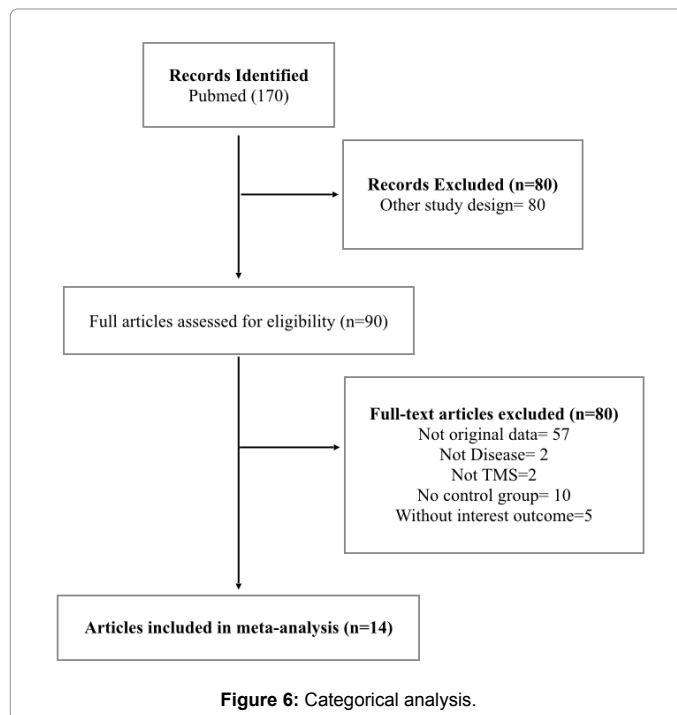 Records Identified
Pubmed (170)
Records Excluded (n=80)
Other study design= 80
Full articles assessed for eligibility (n=90)
Full-text articles excluded (n=80)
Not original data= 57
Not Disease= 2
Not TMS=2
No control group= 10
Without interest outcome=5
Articles included in meta-analysis (n=14)
Figure 6: Categorical analysis.